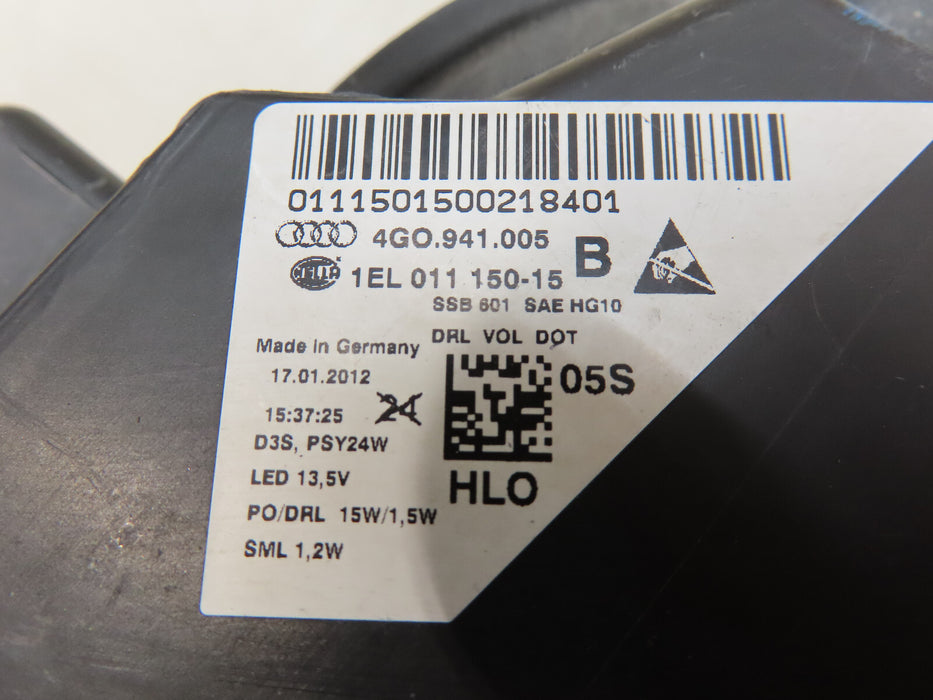 0111501500218401
4G0.941.005 B
HELLA 1EL 011 150-15
SSB 601 SAE HG10
DRL VOL DOT
Made in Germany
17.01.2012
05S
15:37:25 24
D3S, PSY24W
LED 13,5V
HLO
PO/DRL 15W/1,5W
SML 1,2W